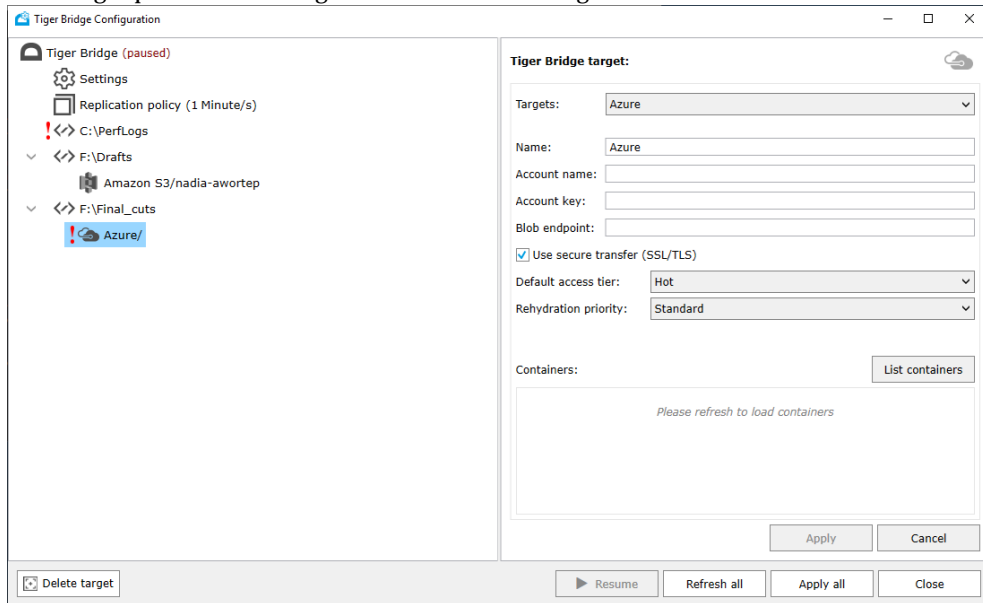 Tiger Bridge Configuration
Tiger Bridge (paused)
Settings
Replication policy (1 Minute/s)
C:\PerfLogs
F:\Drafts
Amazon S3/nadia-awortep
F:\Final_cuts
Azure/
Delete target
Tiger Bridge target:
Targets: Azure
Name: Azure
Account name:
Account key:
Blob endpoint:
Use secure transfer (SSL/TLS)
Default access tier: Hot
Rehydration priority: Standard
Containers: List containers
Please refresh to load containers
Apply Cancel
Resume Refresh all Apply all Close